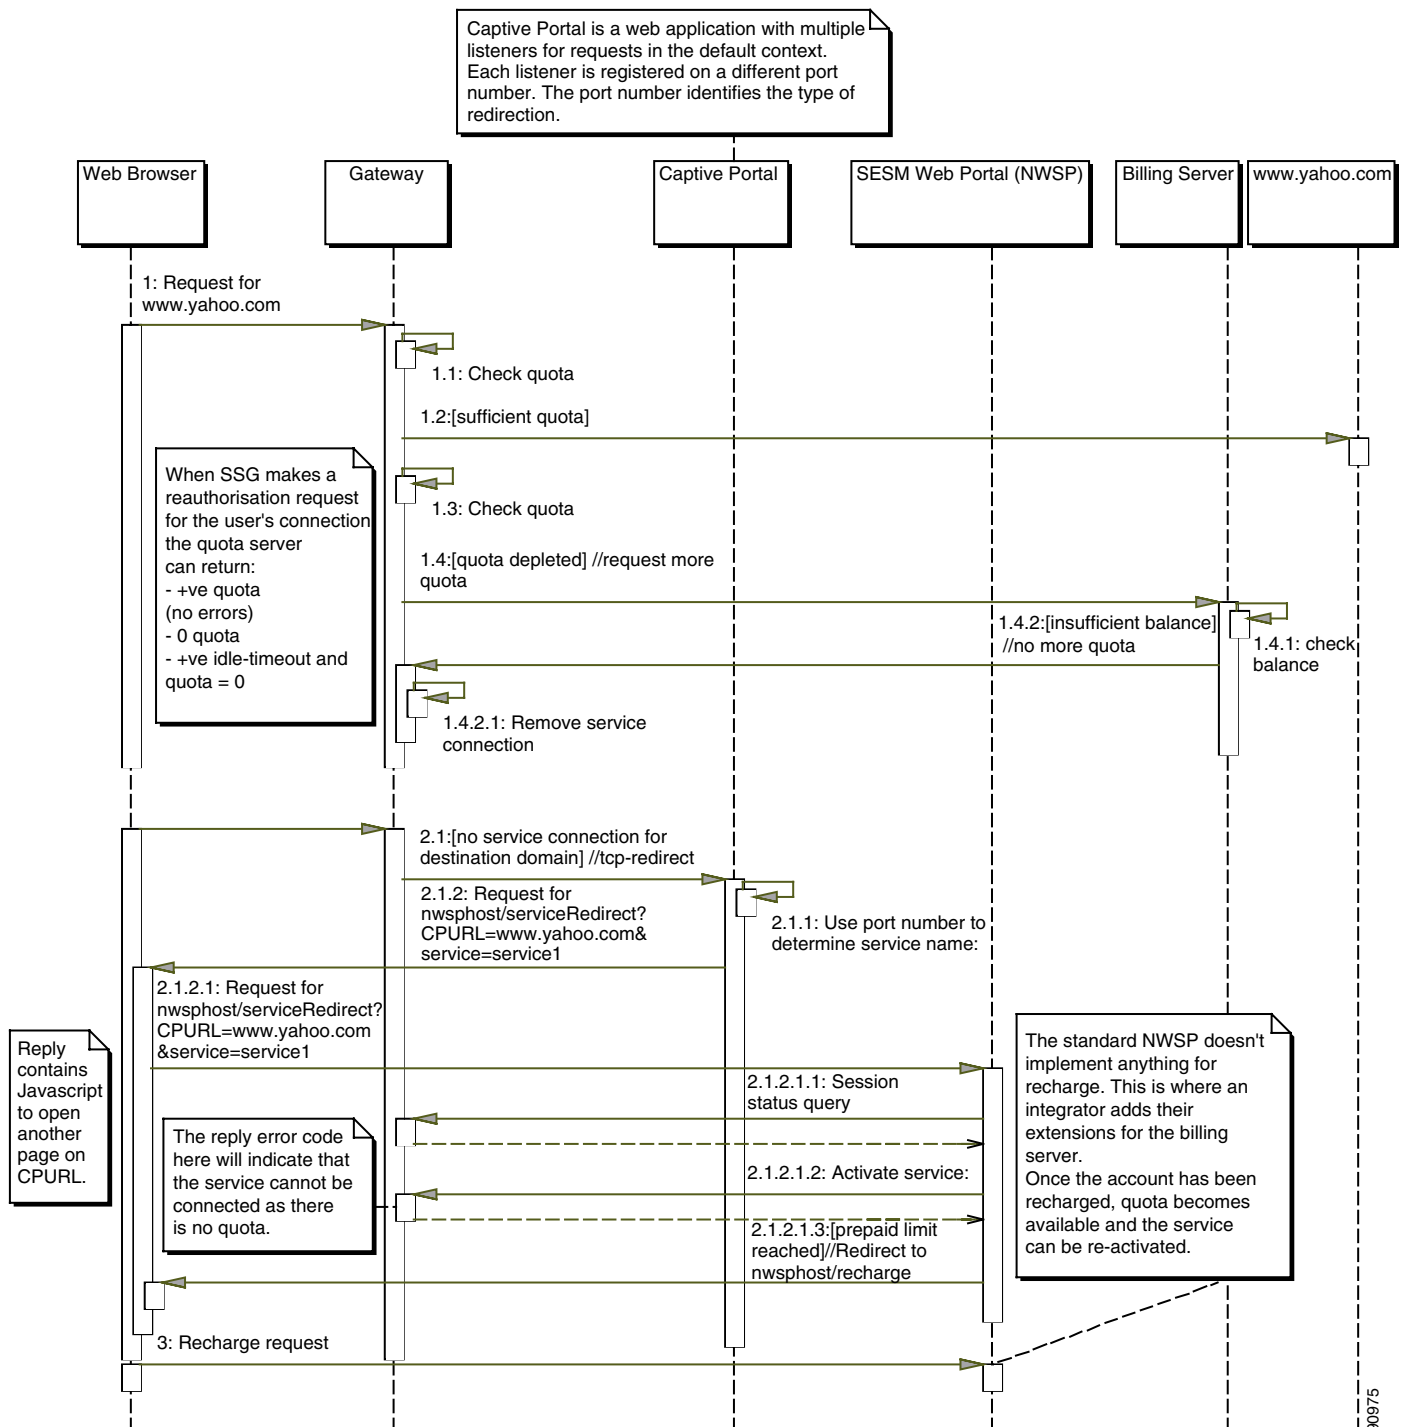 Captive Portal is a web application with multiple
listeners for requests in the default context.
Each listener is registered on a different port
number. The port number identifies the type of
redirection.
Web Browser
Gateway
Captive Portal
SESM Web Portal (NWSP)
Billing Server
www.yahoo.com
1: Request for
www.yahoo.com
1.1: Check quota
1.2:[sufficient quota]
When SSG makes a
reauthorisation request
for the user's connection
the quota server
can return:
- +ve quota
(no errors)
- 0 quota
- +ve idle-timeout and
quota = 0
1.3: Check quota
1.4:[quota depleted] //request more
quota
1.4.2:[insufficient balance]
//no more quota
1.4.1: check
balance
1.4.2.1: Remove service
connection
2.1:[no service connection for
destination domain] //tcp-redirect
2.1.2: Request for
nwsphost/serviceRedirect?
CPURL=www.yahoo.com&
service=service1
2.1.1: Use port number to
determine service name:
2.1.2.1: Request for
nwsphost/serviceRedirect?
CPURL=www.yahoo.com
&service=service1
Reply
contains
Javascript
to open
another
page on
CPURL.
The standard NWSP doesn't
implement anything for
recharge. This is where an
integrator adds their
extensions for the billing
server.
Once the account has been
recharged, quota becomes
available and the service
can be re-activated.
2.1.2.1.1: Session
status query
The reply error code
here will indicate that
the service cannot be
connected as there
is no quota.
2.1.2.1.2: Activate service:
2.1.2.1.3:[prepaid limit
reached]//Redirect to
nwsphost/recharge
3: Recharge request
90975